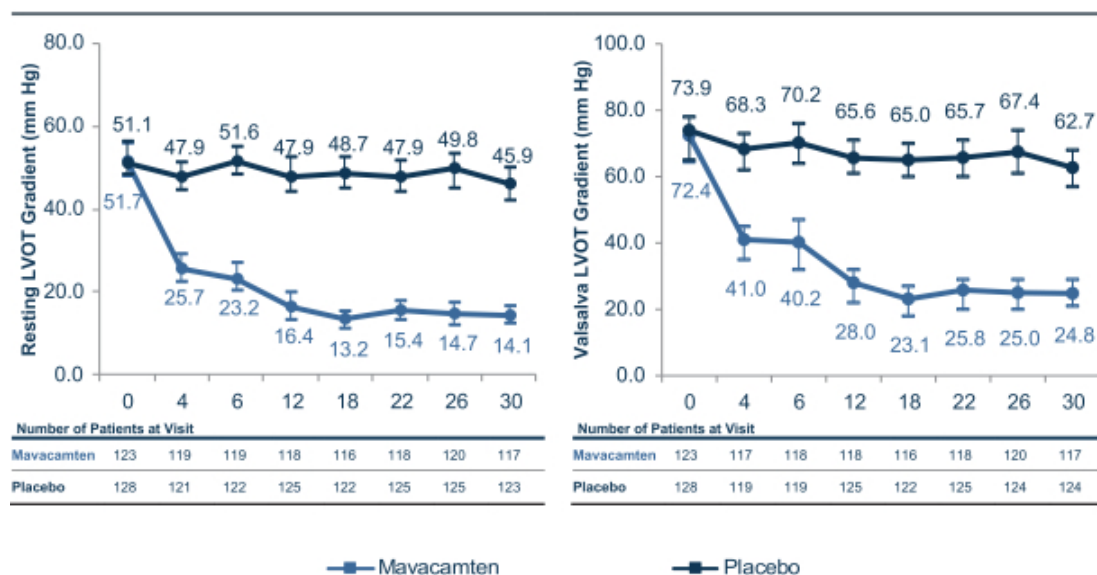 Resting LVOT Gradient (mm Hg)
80.0
60.0
40.0
20.0
0.0
51.1 47.9 51.6 47.9 48.7 47.9 49.8 45.9
51.7 25.7 23.2 16.4 13.2 15.4 14.7 14.1
0 4 6 12 18 22 26 30
Number of Patients at Visit
Mavacamten 123 119 119 118 116 118 120 117
Placebo 128 121 122 125 122 125 125 123
Valsalva LVOT Gradient (mm Hg)
100.0
80.0
60.0
40.0
20.0
0.0
73.9 68.3 70.2 65.6 65.0 65.7 67.4 62.7
72.4 41.0 40.2 28.0 23.1 25.8 25.0 24.8
0 4 6 12 18 22 26 30
Number of Patients at Visit
Mavacamten 123 117 118 118 116 118 120 117
Placebo 128 119 119 125 122 125 124 124
Mavacamten Placebo